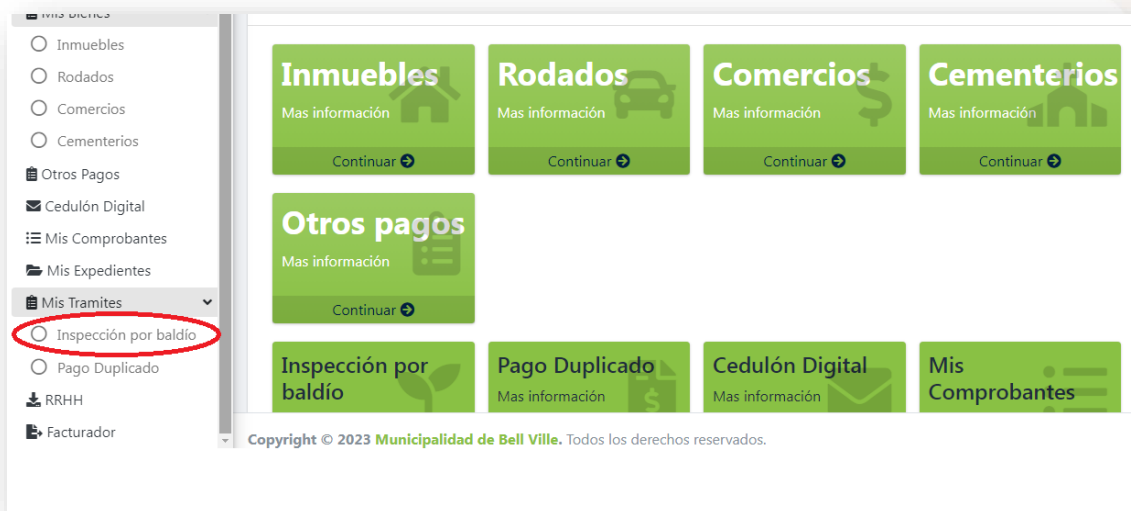 Mis Bienes
Inmuebles
Rodados
Comercios
Cementerios
Otros Pagos
Cedulón Digital
Mis Comprobantes
Mis Expedientes
Mis Tramites
Inspección por baldío
Pago Duplicado
RRHH
Facturador
Inmuebles
Mas información
Continuar
Rodados
Mas información
Continuar
Comercios
Mas información
Continuar
Cementerios
Mas información
Continuar
Otros pagos
Mas información
Continuar
Inspección por
baldío
Pago Duplicado
Mas información
Cedulón Digital
Mas información
Mis
Comprobantes
Copyright © 2023 Municipalidad de Bell Ville. Todos los derechos reservados.